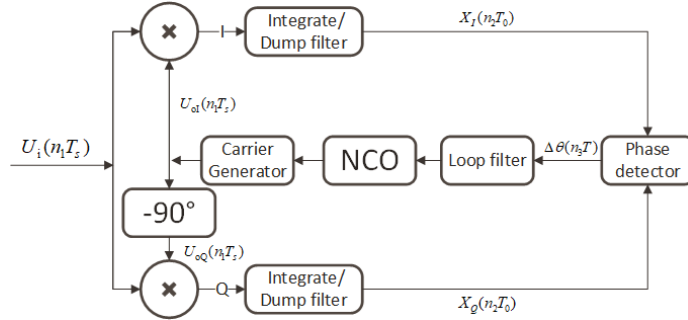 I
Integrate/
Dump filter
X_I(n_2T_0)
U_oI(n_1T_s)
U_i(n_1T_s)
Carrier
Generator
NCO
Loop filter
Δθ(n_3T)
Phase
detector
-90°
U_oQ(n_1T_s)
Q
Integrate/
Dump filter
X_Q(n_2T_0)